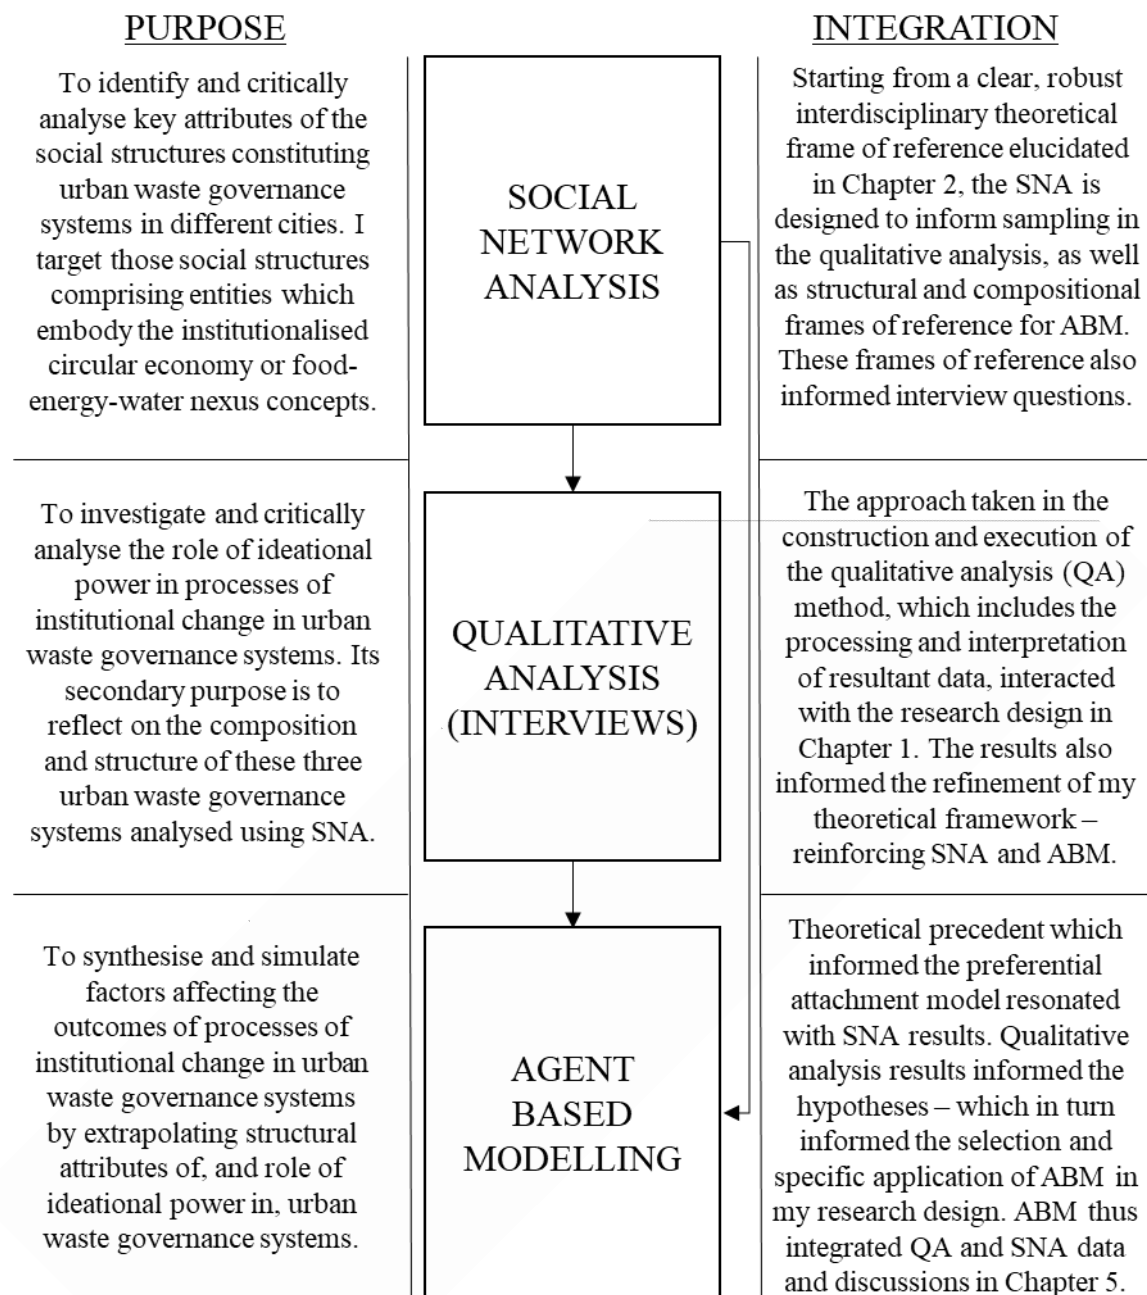 PURPOSE
To identify and critically
analyse key attributes of the
social structures constituting
urban waste governance
systems in different cities. I
target those social structures
comprising entities which
embody the institutionalised
circular economy or food-
energy-water nexus concepts.
SOCIAL
NETWORK
ANALYSIS
INTEGRATION
Starting from a clear, robust
interdisciplinary theoretical
frame of reference elucidated
in Chapter 2, the SNA is
designed to inform sampling in
the qualitative analysis, as well
as structural and compositional
frames of reference for ABM.
These frames of reference also
informed interview questions.
To investigate and critically
analyse the role of ideational
power in processes of
institutional change in urban
waste governance systems. Its
secondary purpose is to
reflect on the composition
and structure of these three
urban waste governance
systems analysed using SNA.
QUALITATIVE
ANALYSIS
(INTERVIEWS)
The approach taken in the
construction and execution of
the qualitative analysis (QA)
method, which includes the
processing and interpretation
of resultant data, interacted
with the research design in
Chapter 1. The results also
informed the refinement of my
theoretical framework –
reinforcing SNA and ABM.
To synthesise and simulate
factors affecting the
outcomes of processes of
institutional change in urban
waste governance systems
by extrapolating structural
attributes of, and role of
ideational power in, urban
waste governance systems.
AGENT
BASED
MODELLING
Theoretical precedent which
informed the preferential
attachment model resonated
with SNA results. Qualitative
analysis results informed the
hypotheses – which in turn
informed the selection and
specific application of ABM in
my research design. ABM thus
integrated QA and SNA data
and discussions in Chapter 5.